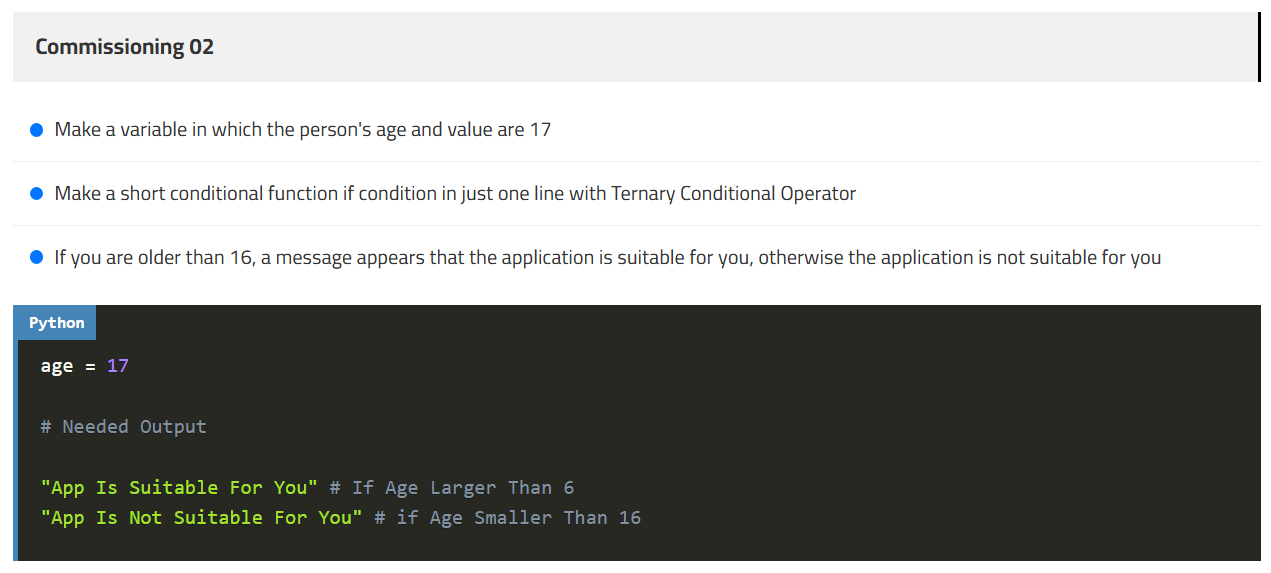 Commissioning 02
Make a variable in which the person's age and value are 17
Make a short conditional function if condition in just one line with Ternary Conditional Operator
If you are older than 16, a message appears that the application is suitable for you, otherwise the application is not suitable for you
Python
age = 17
# Needed Output
"App Is Suitable For You" # If Age Larger Than 6
"App Is Not Suitable For You" # if Age Smaller Than 16